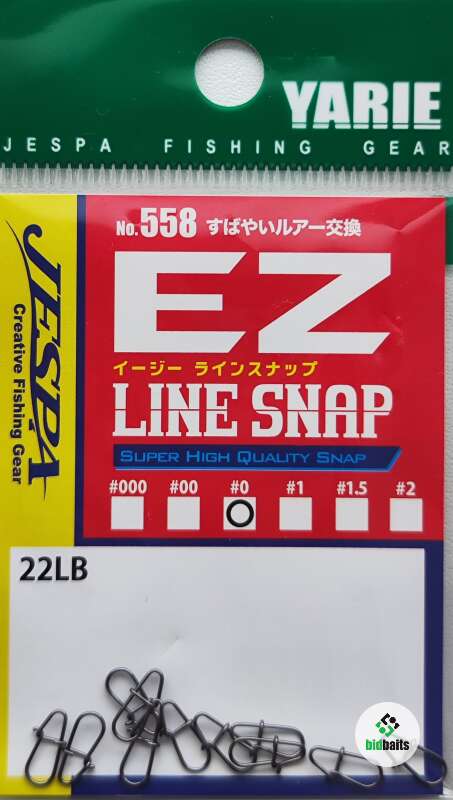 YARIE
JESPA FISHING GEAR
No.558 すばやいルアー交換
EZ
イージー ラインスナップ
LINE SNAP
SUPER HIGH QUALITY SNAP
#000 #00 #0 #1 #1.5 #2
JESPA
Creative Fishing Gear
22LB
bidbaits